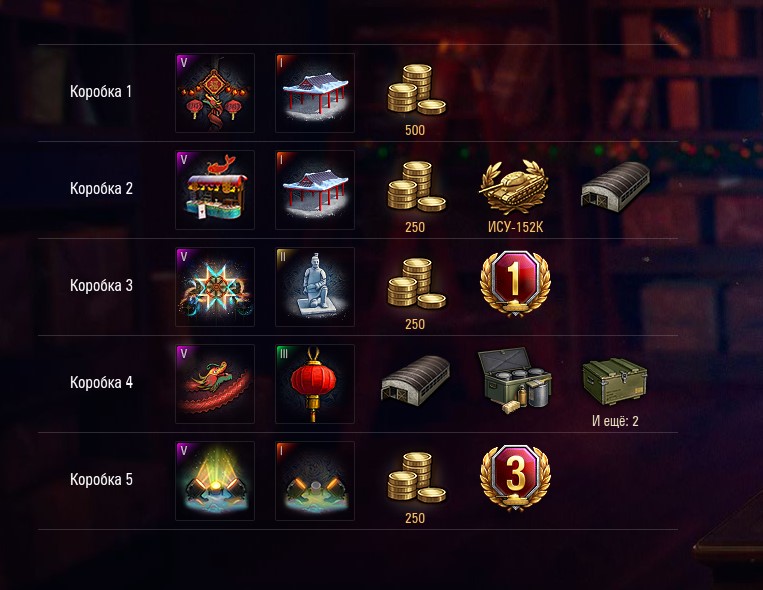 Коробка 1
V
I
500
Коробка 2
V
I
250
ИСУ-152К
Коробка 3
V
II
250
1
Коробка 4
V
III
И ещё: 2
Коробка 5
V
I
250
3